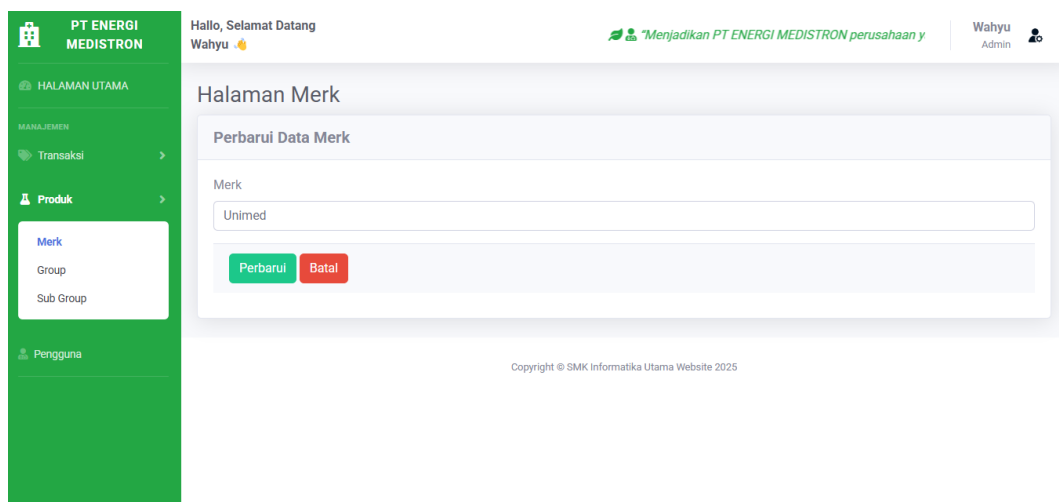 PT ENERGI
MEDISTRON
HALAMAN UTAMA
MANAJEMEN
Transaksi
Produk
Merk
Group
Sub Group
Pengguna
Hallo, Selamat Datang
Wahyu 👋
"Menjadikan PT ENERGI MEDISTRON perusahaan y
Wahyu
Admin
Halaman Merk
Perbarui Data Merk
Merk
Unimed
Perbarui Batal
Copyright © SMK Informatika Utama Website 2025